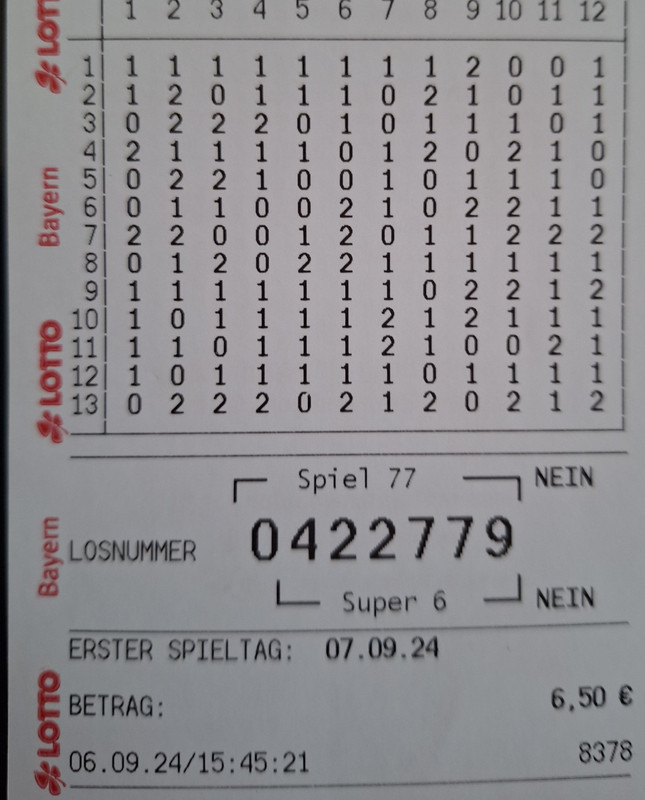 1 2 3 4 5 6 7 8 9 10 11 12
1 1 1 1 1 1 1 1 1 2 0 0 1
2 1 2 0 1 1 1 0 2 1 0 1 1
3 0 2 2 2 0 1 0 1 1 1 0 1
4 2 1 1 1 1 0 1 2 0 2 1 0
5 0 2 2 1 0 0 1 0 1 1 1 0
6 0 1 1 0 0 2 1 0 2 2 1 1
7 2 2 0 0 1 2 0 1 1 2 2 2
8 0 1 2 0 2 2 1 1 1 1 1 1
9 1 1 1 1 1 1 1 0 2 2 1 2
10 1 0 1 1 1 1 2 1 2 1 1 1
11 1 1 0 1 1 1 2 1 0 0 2 1
12 1 0 1 1 1 1 1 0 1 1 1 1
13 0 2 2 2 0 2 1 2 0 2 1 2
Spiel 77 NEIN
LOSNUMMER 0422779
Super 6 NEIN
ERSTER SPIELTAG: 07.09.24
BETRAG: 6,50 €
06.09.24/15:45:21 8378
LOTTO
Bayern
LOTTO
Bayern
LOTTO